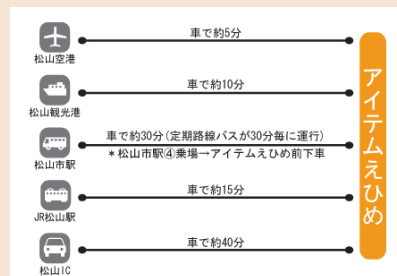 車で約5分
松山空港
車で約10分
松山観光港
車で約30分(定期路線バスが30分毎に運行)
*松山市駅④乗場→アイテムえひめ前下車
松山市駅
車で約15分
JR松山駅
車で約40分
松山IC
アイテムえひめ